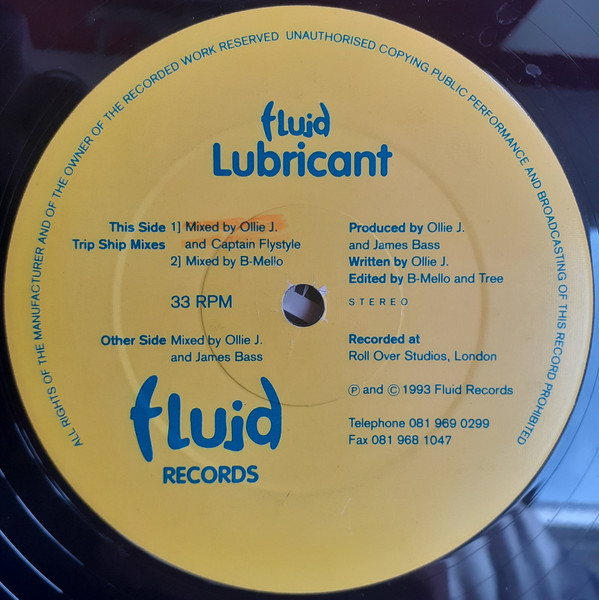 ALL RIGHTS OF THE MANUFACTURER AND OF THE OWNER OF THE RECORDED WORK RESERVED UNAUTHORISED COPYING PUBLIC PERFORMANCE AND BROADCASTING OF THIS RECORD PROHIBITED
fluid
Lubricant
This Side 1] Mixed by Ollie J.
Trip Ship Mixes and Captain Flystyle
2] Mixed by B-Mello
33 RPM
Other Side Mixed by Ollie J.
and James Bass
Produced by Ollie J.
and James Bass
Written by Ollie J.
Edited by B-Mello and Tree
STEREO
Recorded at
Roll Over Studios, London
℗ and © 1993 Fluid Records
Telephone 081 969 0299
Fax 081 968 1047
fluid
RECORDS